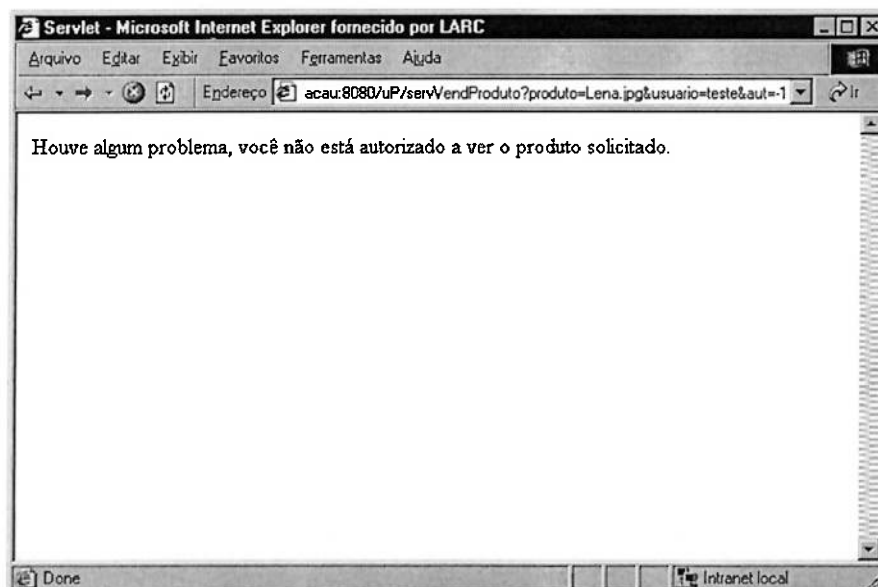 Servlet - Microsoft Internet Explorer fornecido por LARC
Arquivo Editar Exibir Favoritos Ferramentas Ajuda
Endereço acau:8080/uP/servVendProduto?produto=Lena.jpg&usuario=teste&aut=-1 Ir
Houve algum problema, você não está autorizado a ver o produto solicitado.
Done Intranet local